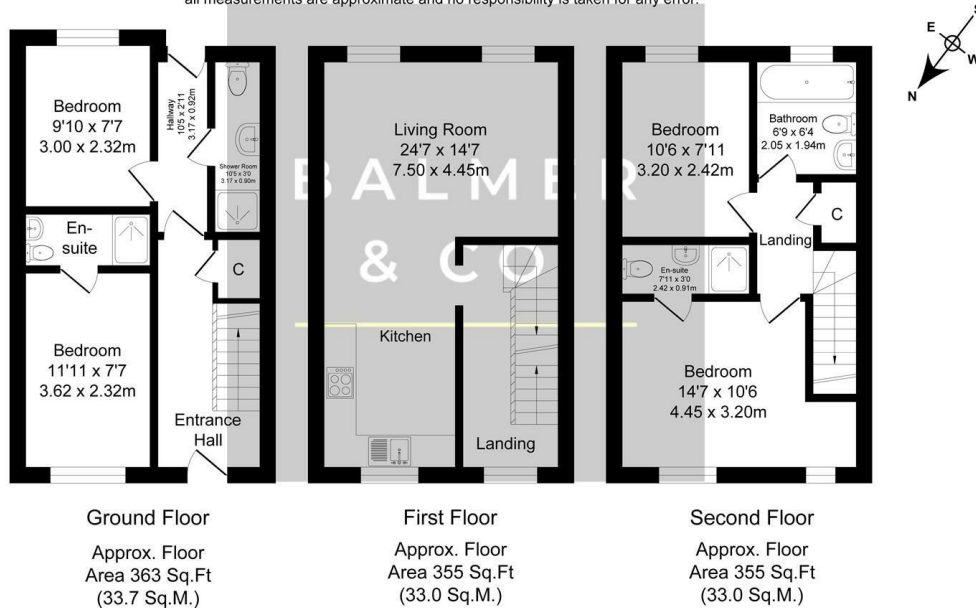 all measurements are approximate and no responsibility is taken for any error.
Bedroom
9'10 x 7'7
3.00 x 2.32m
Hallway
10'5 x 2'11
3.17 x 0.92m
Shower Room
10'5 x 3'0
3.17 x 0.90m
En-
suite
C
Bedroom
11'11 x 7'7
3.62 x 2.32m
Entrance
Hall
Ground Floor
Approx. Floor
Area 363 Sq.Ft
(33.7 Sq.M.)
Living Room
24'7 x 14'7
7.50 x 4.45m
BALMER
& CO
Kitchen
Landing
First Floor
Approx. Floor
Area 355 Sq.Ft
(33.0 Sq.M.)
Bedroom
10'6 x 7'11
3.20 x 2.42m
Bathroom
6'9 x 6'4
2.05 x 1.94m
C
Landing
En-suite
7'11 x 3'0
2.42 x 0.91m
Bedroom
14'7 x 10'6
4.45 x 3.20m
Second Floor
Approx. Floor
Area 355 Sq.Ft
(33.0 Sq.M.)
E
S
W
N